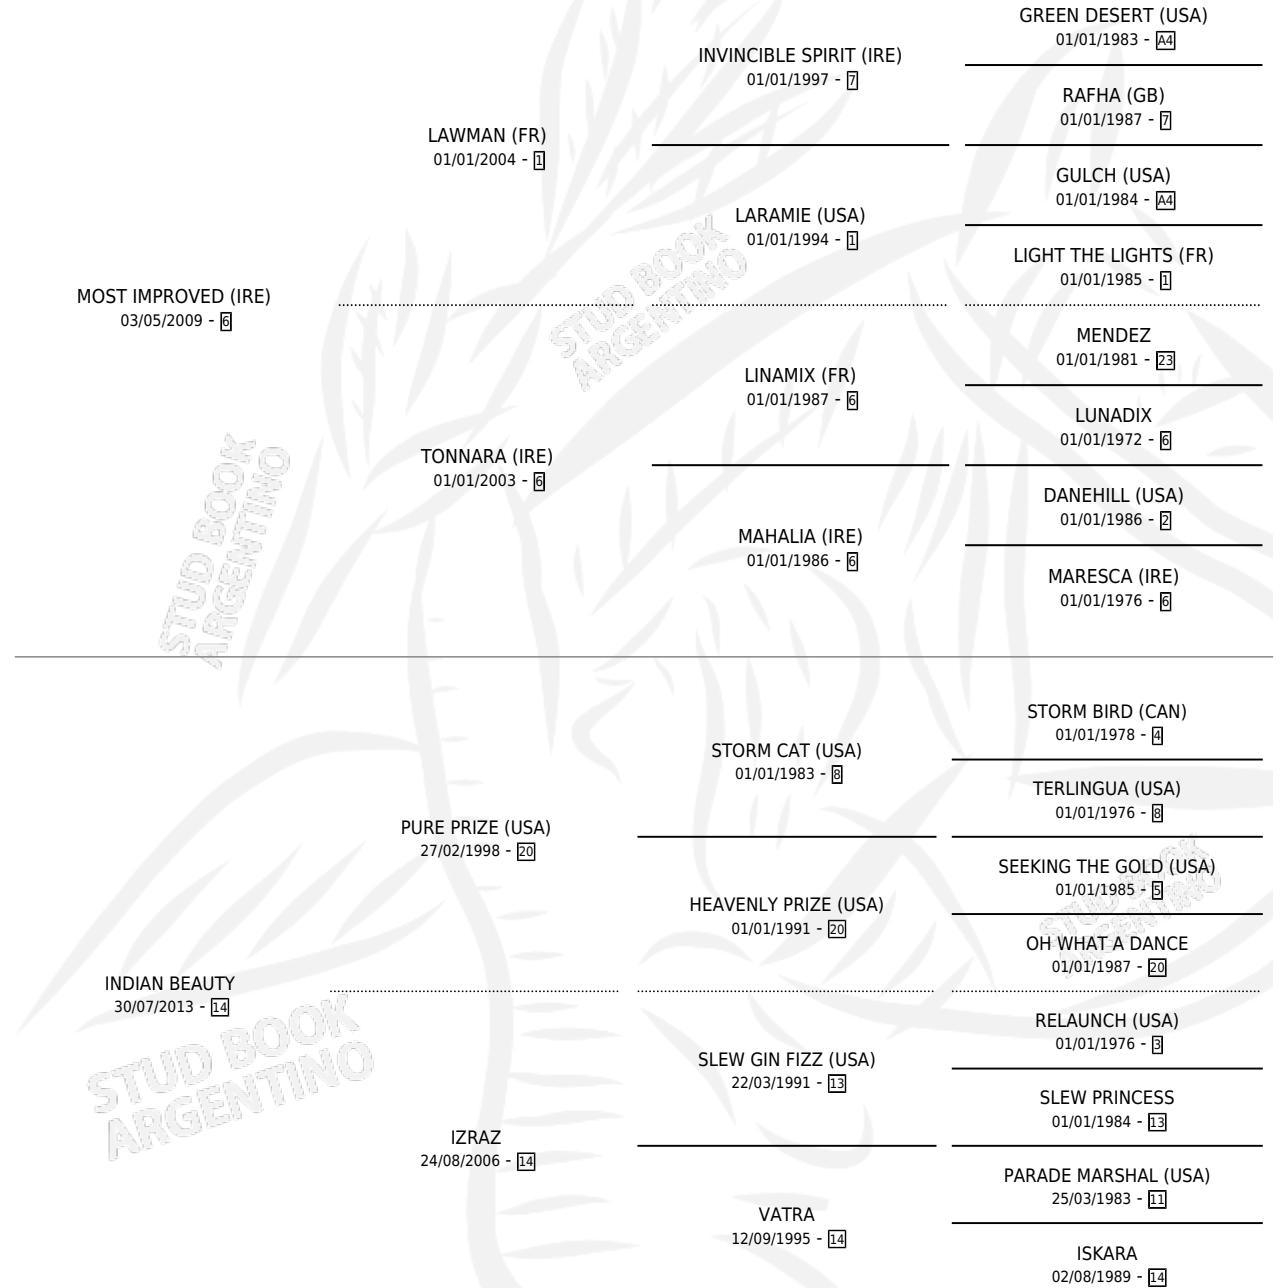 GREEN DESERT (USA)
01/01/1983 - A4
INVINCIBLE SPIRIT (IRE)
01/01/1997 - 7
RAFHA (GB)
01/01/1987 - 7
LAWMAN (FR)
01/01/2004 - 1
GULCH (USA)
01/01/1984 - A4
LARAMIE (USA)
01/01/1994 - 1
LIGHT THE LIGHTS (FR)
01/01/1985 - 1
MOST IMPROVED (IRE)
03/05/2009 - 6
MENDEZ
01/01/1981 - 23
LINAMIX (FR)
01/01/1987 - 6
LUNADIX
01/01/1972 - 6
TONNARA (IRE)
01/01/2003 - 6
DANEHILL (USA)
01/01/1986 - 2
MAHALIA (IRE)
01/01/1986 - 6
MARESCA (IRE)
01/01/1976 - 6
STORM BIRD (CAN)
01/01/1978 - 4
STORM CAT (USA)
01/01/1983 - 8
TERLINGUA (USA)
01/01/1976 - 8
PURE PRIZE (USA)
27/02/1998 - 20
SEEKING THE GOLD (USA)
01/01/1985 - 5
HEAVENLY PRIZE (USA)
01/01/1991 - 20
OH WHAT A DANCE
01/01/1987 - 20
INDIAN BEAUTY
30/07/2013 - 14
RELAUNCH (USA)
01/01/1976 - 3
SLEW GIN FIZZ (USA)
22/03/1991 - 13
SLEW PRINCESS
01/01/1984 - 13
IZRAZ
24/08/2006 - 14
PARADE MARSHAL (USA)
25/03/1983 - 11
VATRA
12/09/1995 - 14
ISKARA
02/08/1989 - 14
STUD BOOK
ARGENTINO
STUD BOOK
ARGENTINO
STUD BOOK
ARGENTINO
STUD BOOK
ARGENTINO